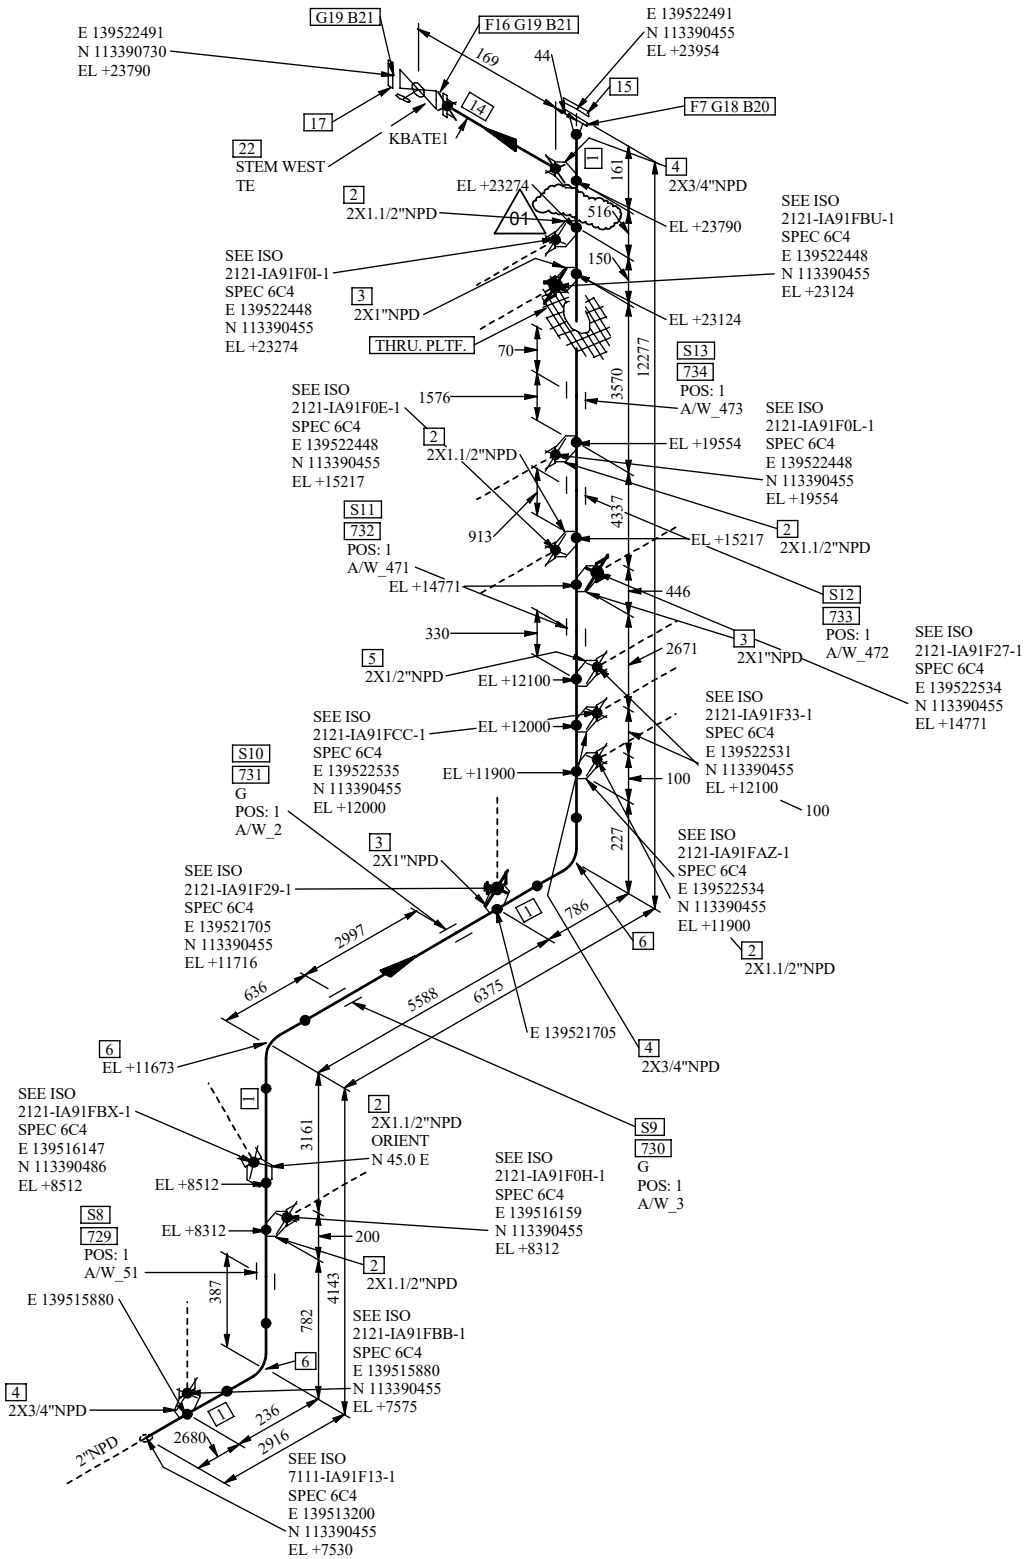 E 139522491
N 113390730
EL +23790
G19 B21
F16 G19 B21
169
44
E 139522491
N 113390455
EL +23954
15
F7 G18 B20
17
14
KBATE1
22
STEM WEST
TE
1
161
4
2X3/4"NPD
2
2X1.1/2"NPD
EL +23274
01
516
EL +23790
SEE ISO
2121-IA91FBU-1
SPEC 6C4
E 139522448
N 113390455
EL +23124
SEE ISO
2121-IA91F0I-1
SPEC 6C4
E 139522448
N 113390455
EL +23274
3
2X1"NPD
150
EL +23124
THRU. PLTF.
70
12277
3570
S13
734
POS: 1
A/W_473
1576
SEE ISO
2121-IA91F0E-1
SPEC 6C4
E 139522448
N 113390455
EL +15217
2
2X1.1/2"NPD
EL +19554
SEE ISO
2121-IA91F0L-1
SPEC 6C4
E 139522448
N 113390455
EL +19554
4337
913
2
2X1.1/2"NPD
S11
732
POS: 1
A/W_471
EL +15217
EL +14771
446
S12
733
POS: 1
A/W_472
330
3
2X1"NPD
2671
SEE ISO
2121-IA91F27-1
SPEC 6C4
E 139522534
N 113390455
EL +14771
5
2X1/2"NPD
EL +12100
SEE ISO
2121-IA91FCC-1
SPEC 6C4
E 139522535
N 113390455
EL +12000
EL +12000
SEE ISO
2121-IA91F33-1
SPEC 6C4
E 139522531
N 113390455
EL +12100
EL +11900
100
100
S10
731
G
POS: 1
A/W_2
227
SEE ISO
2121-IA91FAZ-1
SPEC 6C4
E 139522534
N 113390455
EL +11900
3
2X1"NPD
SEE ISO
2121-IA91F29-1
SPEC 6C4
E 139521705
N 113390455
EL +11716
1
786
6
2
2X1.1/2"NPD
2997
636
5588
6375
E 139521705
4
2X3/4"NPD
6
EL +11673
SEE ISO
2121-IA91FBX-1
SPEC 6C4
E 139516147
N 113390486
EL +8512
1
3161
2
2X1.1/2"NPD
ORIENT
N 45.0 E
S9
730
G
POS: 1
A/W_3
EL +8512
SEE ISO
2121-IA91F0H-1
SPEC 6C4
E 139516159
N 113390455
EL +8312
S8
729
POS: 1
A/W_51
EL +8312
200
2
2X1.1/2"NPD
387
4143
782
E 139515880
SEE ISO
2121-IA91FBB-1
SPEC 6C4
E 139515880
N 113390455
EL +7575
6
4
2X3/4"NPD
1
236
2680
2916
2"NPD
SEE ISO
7111-IA91F13-1
SPEC 6C4
E 139513200
N 113390455
EL +7530